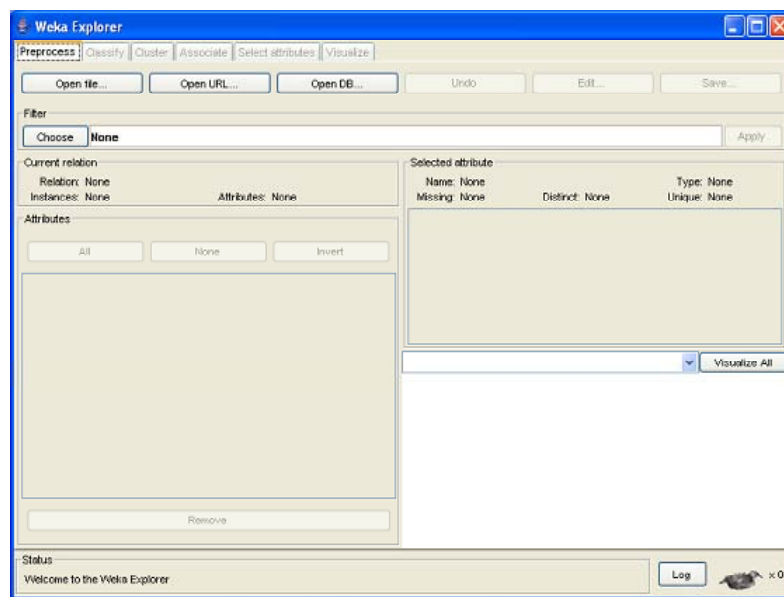 Weka Explorer
Preprocess Classify Cluster Associate Select attributes Visualize
Open file... Open URL... Open DB... Undo Edit... Save...
Filter
Choose None Apply
Current relation
Relation: None
Instances: None Attributes: None
Selected attribute
Name: None Type: None
Missing: None Distinct: None Unique: None
Attributes
All None Invert
Visualize All
Remove
Status
Welcome to the Weka Explorer
Log x 0